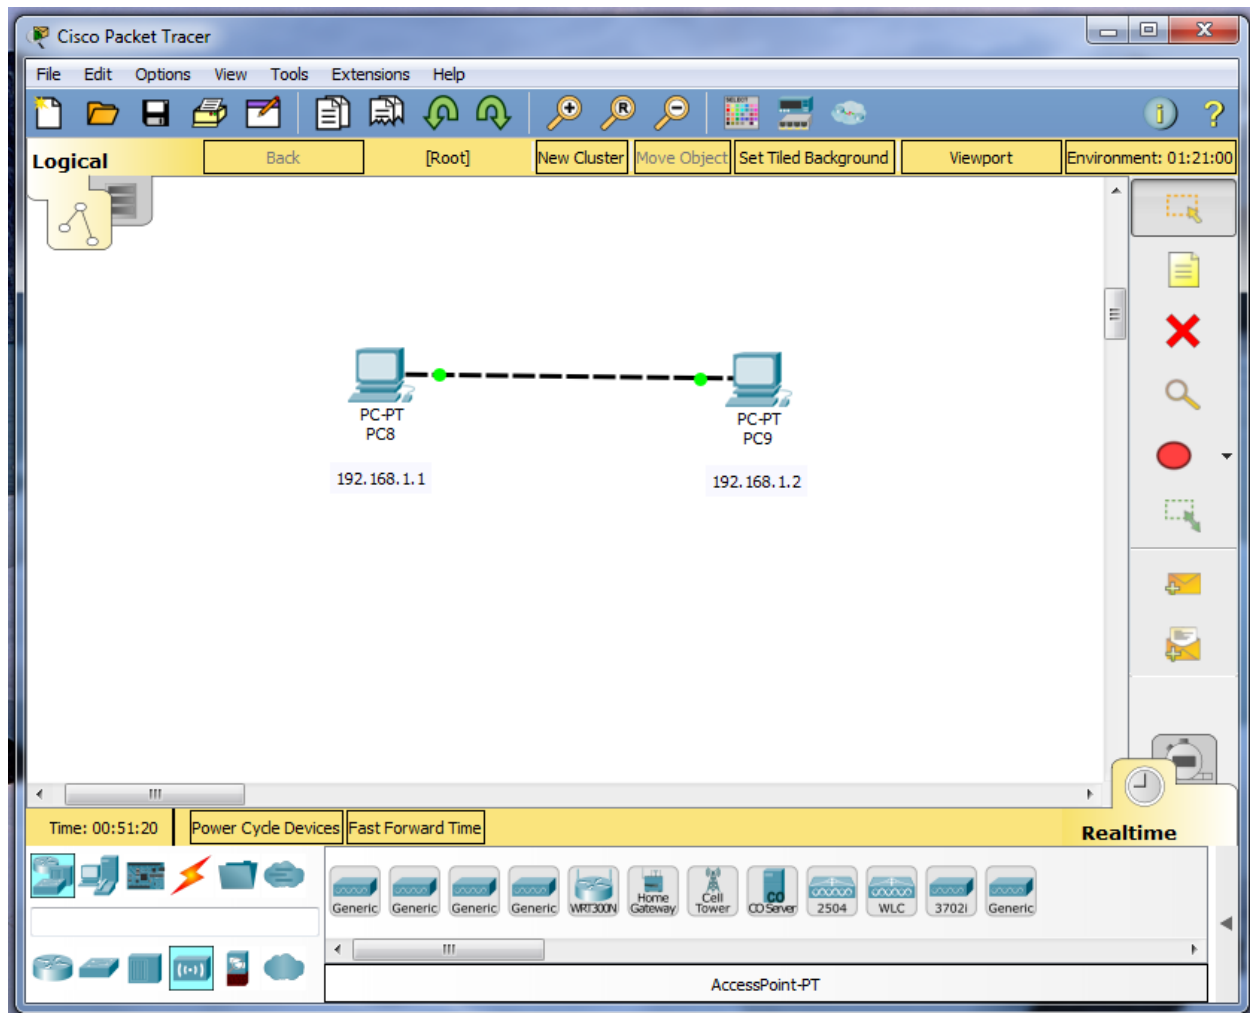 Cisco Packet Tracer
File Edit Options View Tools Extensions Help
Logical Back [Root] New Cluster Move Object Set Tiled Background Viewport Environment: 01:21:00
PC-PT
PC8
192.168.1.1
PC-PT
PC9
192.168.1.2
Time: 00:51:20 Power Cycle Devices Fast Forward Time Realtime
Generic Generic Generic Generic WRT300N Home Gateway Cell Tower CO Server 2504 WLC 3702i Generic
AccessPoint-PT